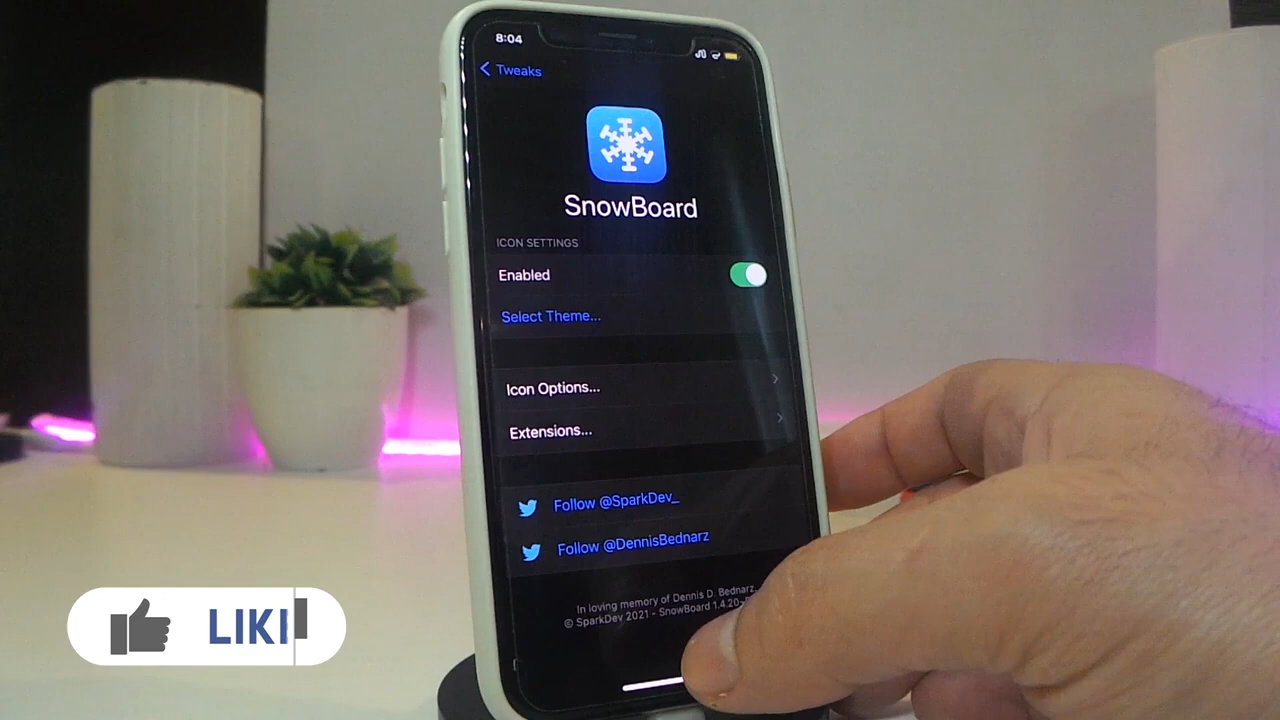 8:04
Tweaks
SnowBoard
ICON SETTINGS
Enabled
Select Theme...
Icon Options...
Extensions...
Follow @SparkDev_
Follow @DennisBednarz
In loving memory of Dennis D. Bednarz.
© SparkDev 2021 - SnowBoard 1.4.20
LIKI